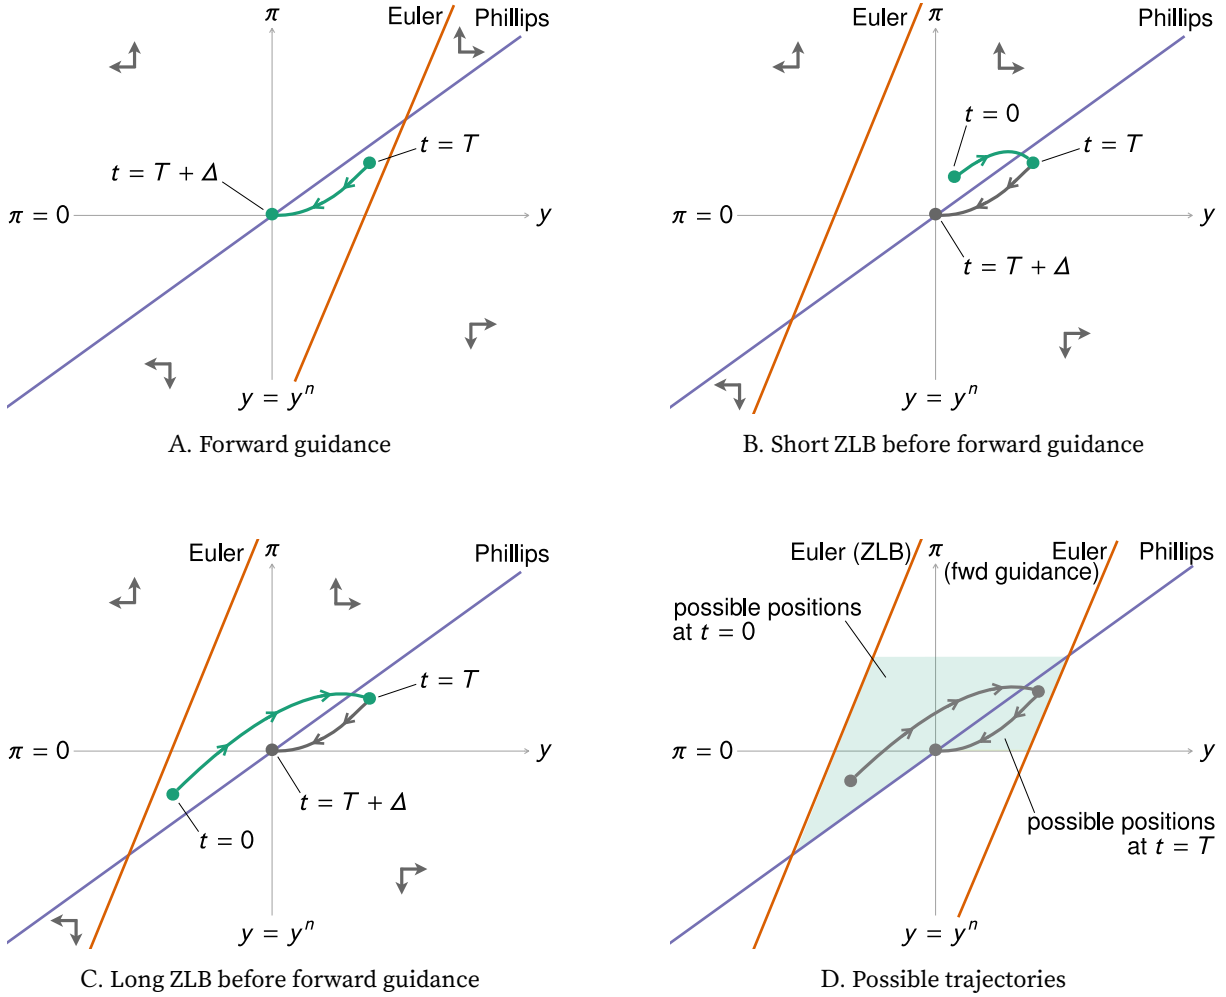 π
Euler
Phillips
t = T
t = T + Δ
π = 0
y
y = yⁿ
A. Forward guidance
Euler
π
Phillips
t = 0
t = T
π = 0
y
t = T + Δ
y = yⁿ
B. Short ZLB before forward guidance
Euler
π
Phillips
t = T
π = 0
y
t = T + Δ
t = 0
y = yⁿ
C. Long ZLB before forward guidance
Euler (ZLB)
π
Euler
(fwd guidance)
Phillips
possible positions
at t = 0
π = 0
y
possible positions
at t = T
y = yⁿ
D. Possible trajectories